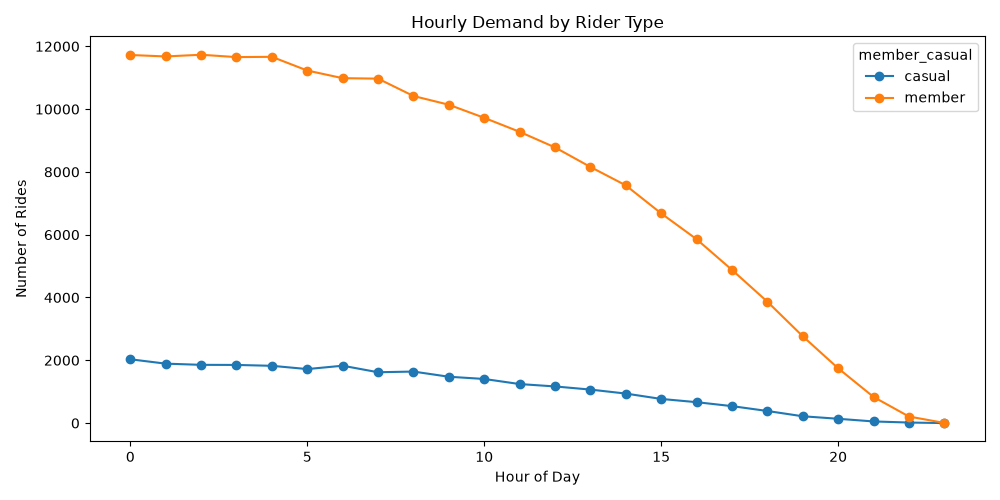 Hourly Demand by Rider Type
member_casual
casual
member
Number of Rides
12000
10000
8000
6000
4000
2000
0
0 5 10 15 20
Hour of Day